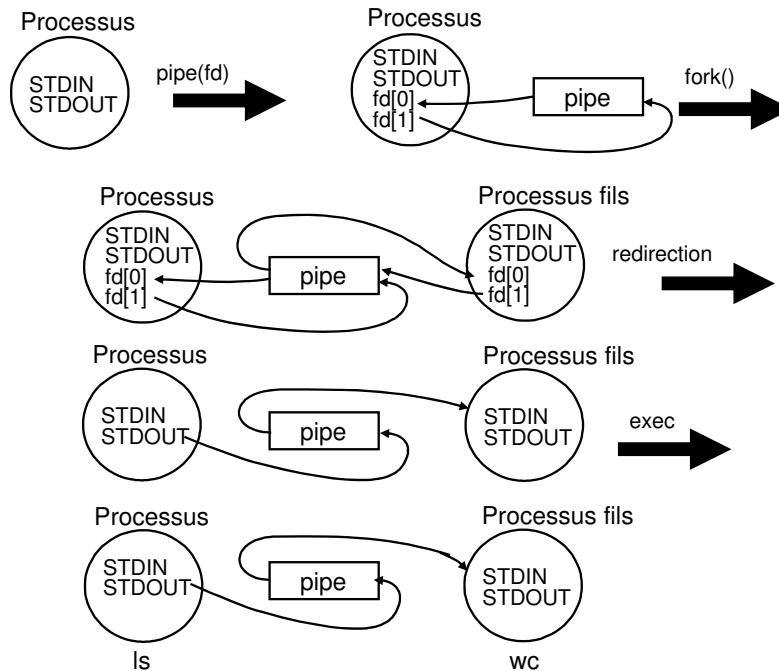 Processus
STDIN
STDOUT
pipe(fd)
Processus
STDIN
STDOUT
fd[0]
fd[1]
pipe
fork()
Processus
STDIN
STDOUT
fd[0]
fd[1]
pipe
Processus fils
STDIN
STDOUT
fd[0]
fd[1]
redirection
Processus
STDIN
STDOUT
pipe
Processus fils
STDIN
STDOUT
exec
Processus
STDIN
STDOUT
ls
pipe
Processus fils
STDIN
STDOUT
wc